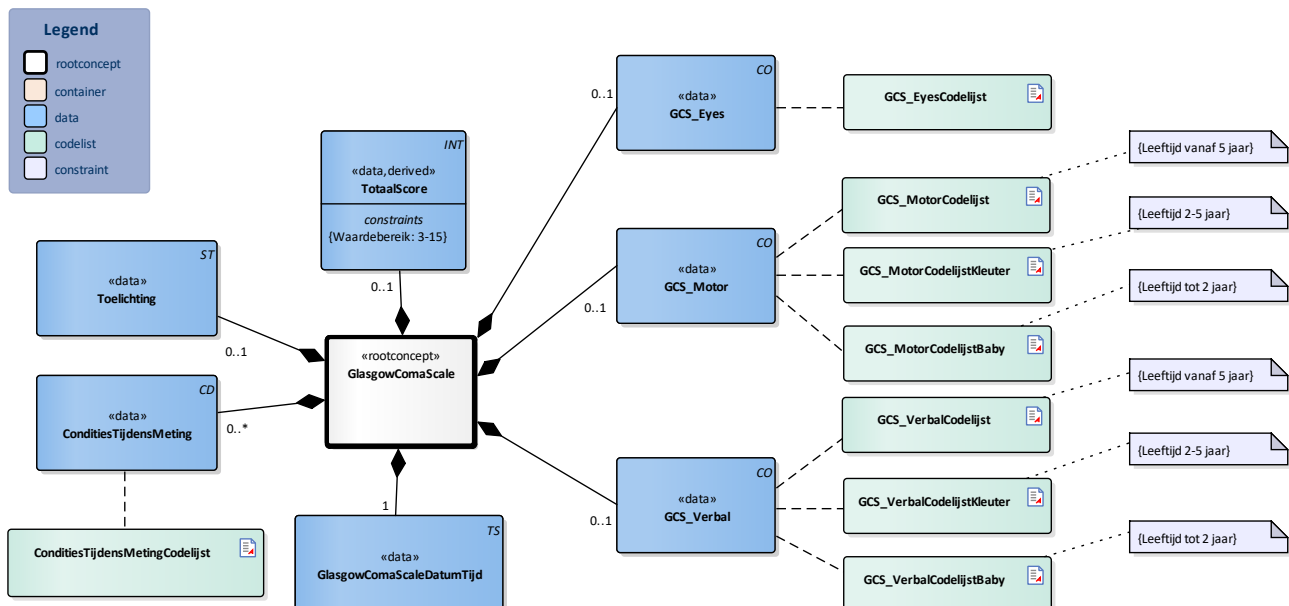 Legend
rootconcept
container
data
codelist
constraint
INT
«data,derived»
TotaalScore
constraints
{Waardebereik: 3-15}
0..1
ST
«data»
Toelichting
0..1
CD
«data»
ConditiesTijdensMeting
0..*
ConditiesTijdensMetingCodelijst
«rootconcept»
GlasgowComaScale
1
TS
«data»
GlasgowComaScaleDatumTijd
CO
«data»
GCS_Eyes
0..1
GCS_EyesCodelijst
CO
«data»
GCS_Motor
0..1
GCS_MotorCodelijst
{Leeftijd vanaf 5 jaar}
GCS_MotorCodelijstKleuter
{Leeftijd 2-5 jaar}
GCS_MotorCodelijstBaby
{Leeftijd tot 2 jaar}
CO
«data»
GCS_Verbal
0..1
GCS_VerbalCodelijst
{Leeftijd vanaf 5 jaar}
GCS_VerbalCodelijstKleuter
{Leeftijd 2-5 jaar}
GCS_VerbalCodelijstBaby
{Leeftijd tot 2 jaar}